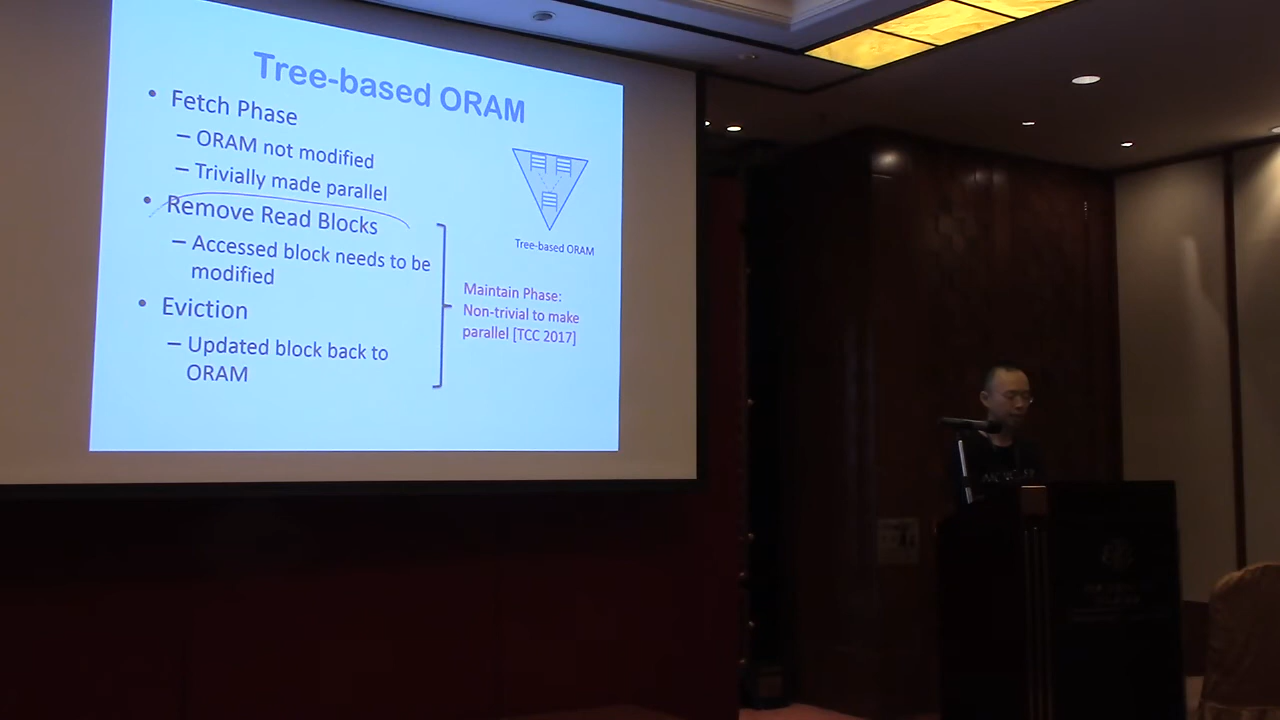 Tree-based ORAM
• Fetch Phase
– ORAM not modified
– Trivially made parallel
• Remove Read Blocks
– Accessed block needs to be
modified
• Eviction
– Updated block back to
ORAM
Tree-based ORAM
Maintain Phase:
Non-trivial to make
parallel [TCC 2017]